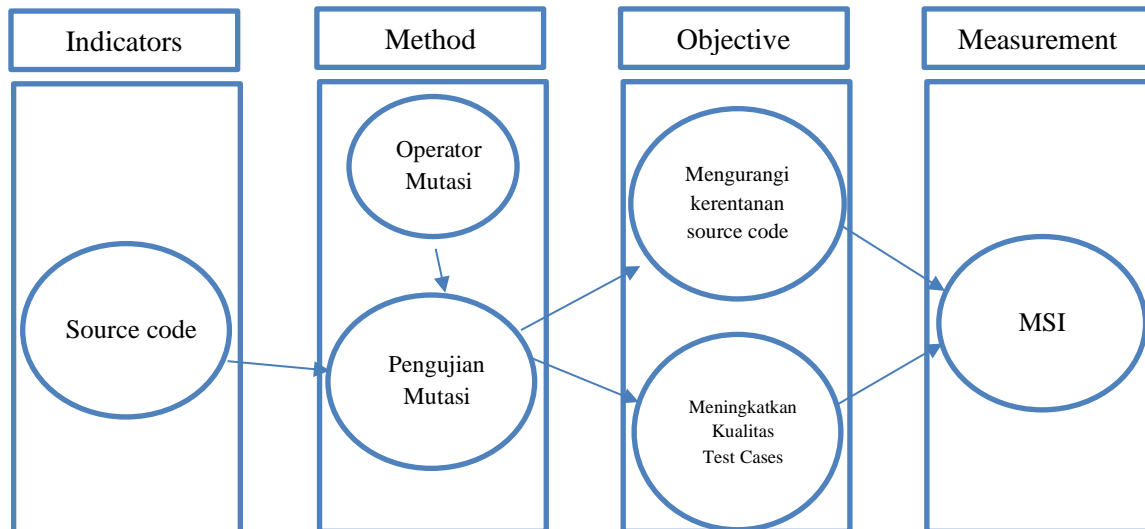 Indicators
Method
Objective
Measurement
Source code
Operator
Mutasi
Pengujian
Mutasi
Mengurangi
kerentanan
source code
Meningkatkan
Kualitas
Test Cases
MSI